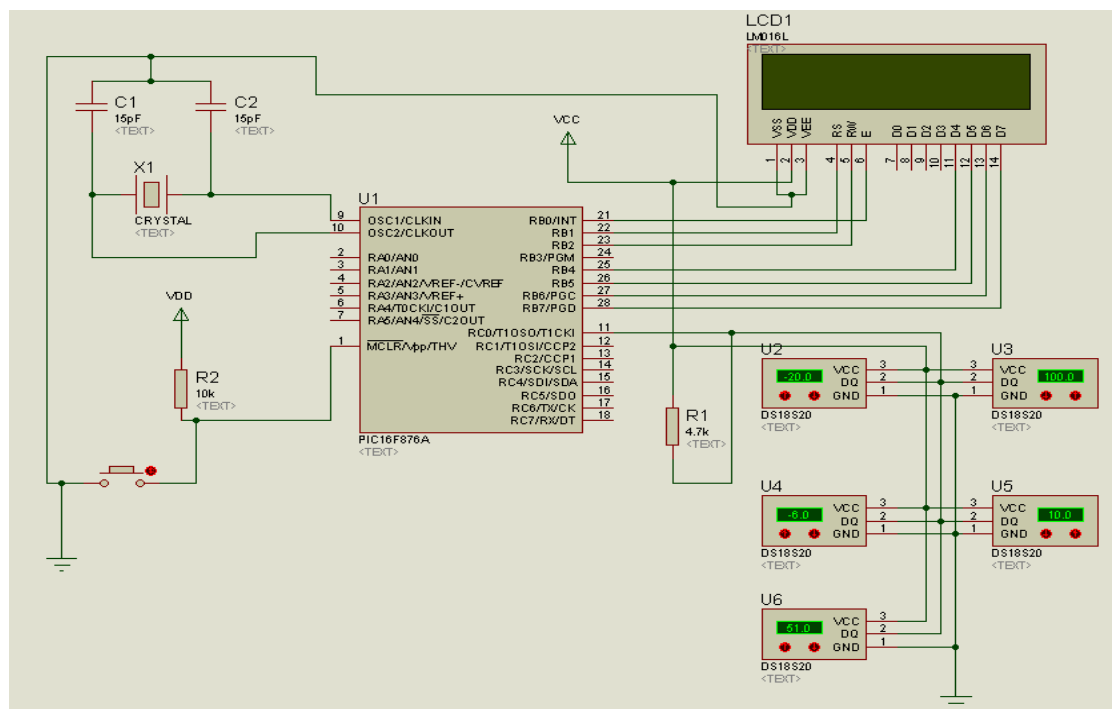 LCD1
LM016L
<TEXT>
VSS VDD VEE RS RW E D0 D1 D2 D3 D4 D5 D6 D7
1 2 3 4 5 6 7 8 9 10 11 12 13 14
C1
15pF
<TEXT>
C2
15pF
<TEXT>
X1
CRYSTAL
<TEXT>
VCC
VDD
R2
10k
<TEXT>
U1
9 OSC1/CLKIN
10 OSC2/CLKOUT
2 RA0/AN0
3 RA1/AN1
4 RA2/AN2/VREF-/CVREF
5 RA3/AN3/VREF+
6 RA4/T0CKI/C1OUT
7 RA5/AN4/SS/C2OUT
1 MCLR/Vpp/THV
RB0/INT 21
RB1 22
RB2 23
RB3/PGM 24
RB4 25
RB5 26
RB6/PGC 27
RB7/PGD 28
RC0/T1OSO/T1CKI 11
RC1/T1OSI/CCP2 12
RC2/CCP1 13
RC3/SCK/SCL 14
RC4/SDI/SDA 15
RC5/SDO 16
RC6/TX/CK 17
RC7/RX/DT 18
PIC16F876A
<TEXT>
R1
4.7k
<TEXT>
U2
-20.0
VCC 3
DQ 2
GND 1
DS18S20
<TEXT>
U3
100.0
3 VCC
2 DQ
1 GND
DS18S20
<TEXT>
U4
-6.0
VCC 3
DQ 2
GND 1
DS18S20
<TEXT>
U5
10.0
3 VCC
2 DQ
1 GND
DS18S20
<TEXT>
U6
51.0
VCC 3
DQ 2
GND 1
DS18S20
<TEXT>